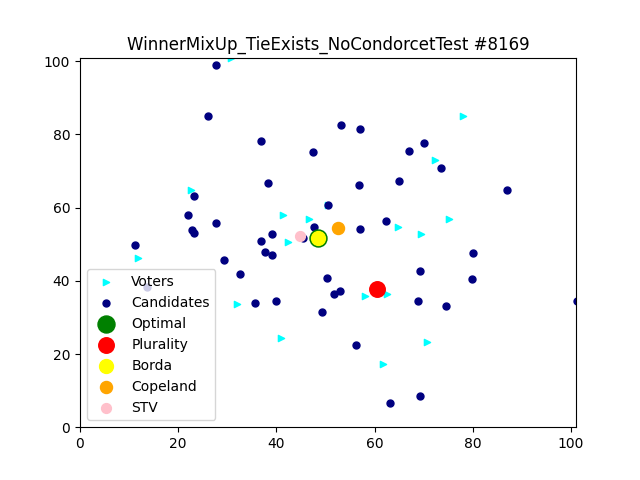 WinnerMixUp_TieExists_NoCondorcetTest #8169
100
80
60
40
20
0
Voters
Candidates
Optimal
Plurality
Borda
Copeland
STV
0 20 40 60 80 100